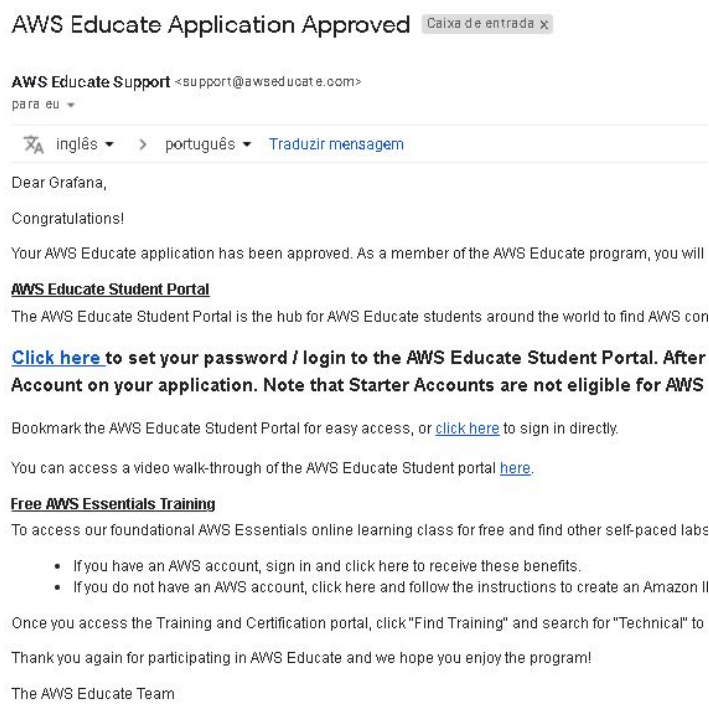 AWS Educate Application Approved Caixa de entrada x
AWS Educate Support <support@awseducate.com>
para eu
inglês > português Traduzir mensagem
Dear Grafana,
Congratulations!
Your AWS Educate application has been approved. As a member of the AWS Educate program, you will
AWS Educate Student Portal
The AWS Educate Student Portal is the hub for AWS Educate students around the world to find AWS con
Click here to set your password / login to the AWS Educate Student Portal. After
Account on your application. Note that Starter Accounts are not eligible for AWS
Bookmark the AWS Educate Student Portal for easy access, or click here to sign in directly.
You can access a video walk-through of the AWS Educate Student portal here.
Free AWS Essentials Training
To access our foundational AWS Essentials online learning class for free and find other self-paced labs
• If you have an AWS account, sign in and click here to receive these benefits.
• If you do not have an AWS account, click here and follow the instructions to create an Amazon
Once you access the Training and Certification portal, click "Find Training" and search for "Technical" to
Thank you again for participating in AWS Educate and we hope you enjoy the program!
The AWS Educate Team